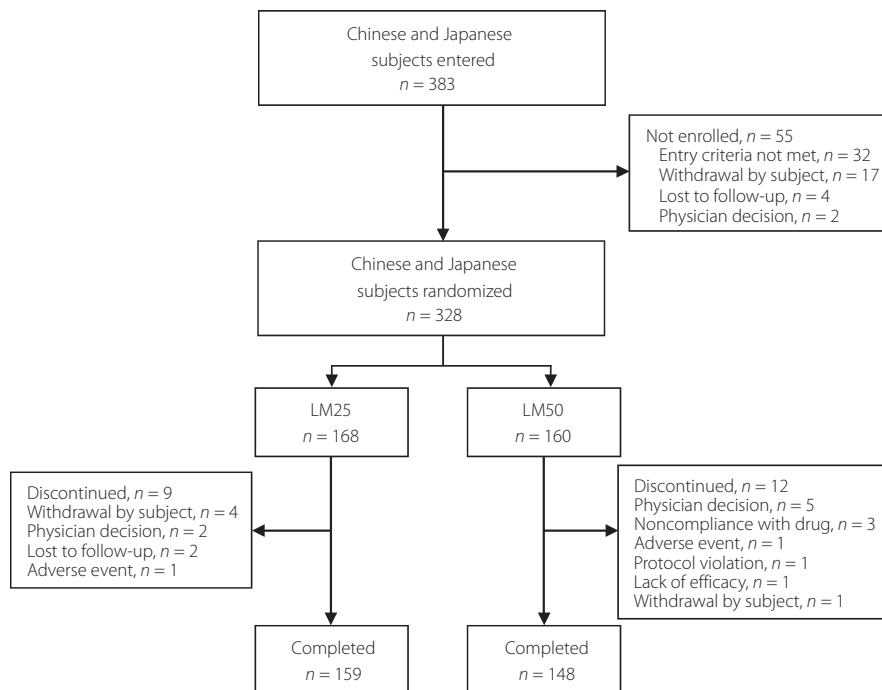 Chinese and Japanese
subjects entered
n = 383
Not enrolled, n = 55
Entry criteria not met, n = 32
Withdrawal by subject, n = 17
Lost to follow-up, n = 4
Physician decision, n = 2
Chinese and Japanese
subjects randomized
n = 328
LM25
n = 168
LM50
n = 160
Discontinued, n = 9
Withdrawal by subject, n = 4
Physician decision, n = 2
Lost to follow-up, n = 2
Adverse event, n = 1
Discontinued, n = 12
Physician decision, n = 5
Noncompliance with drug, n = 3
Adverse event, n = 1
Protocol violation, n = 1
Lack of efficacy, n = 1
Withdrawal by subject, n = 1
Completed
n = 159
Completed
n = 148